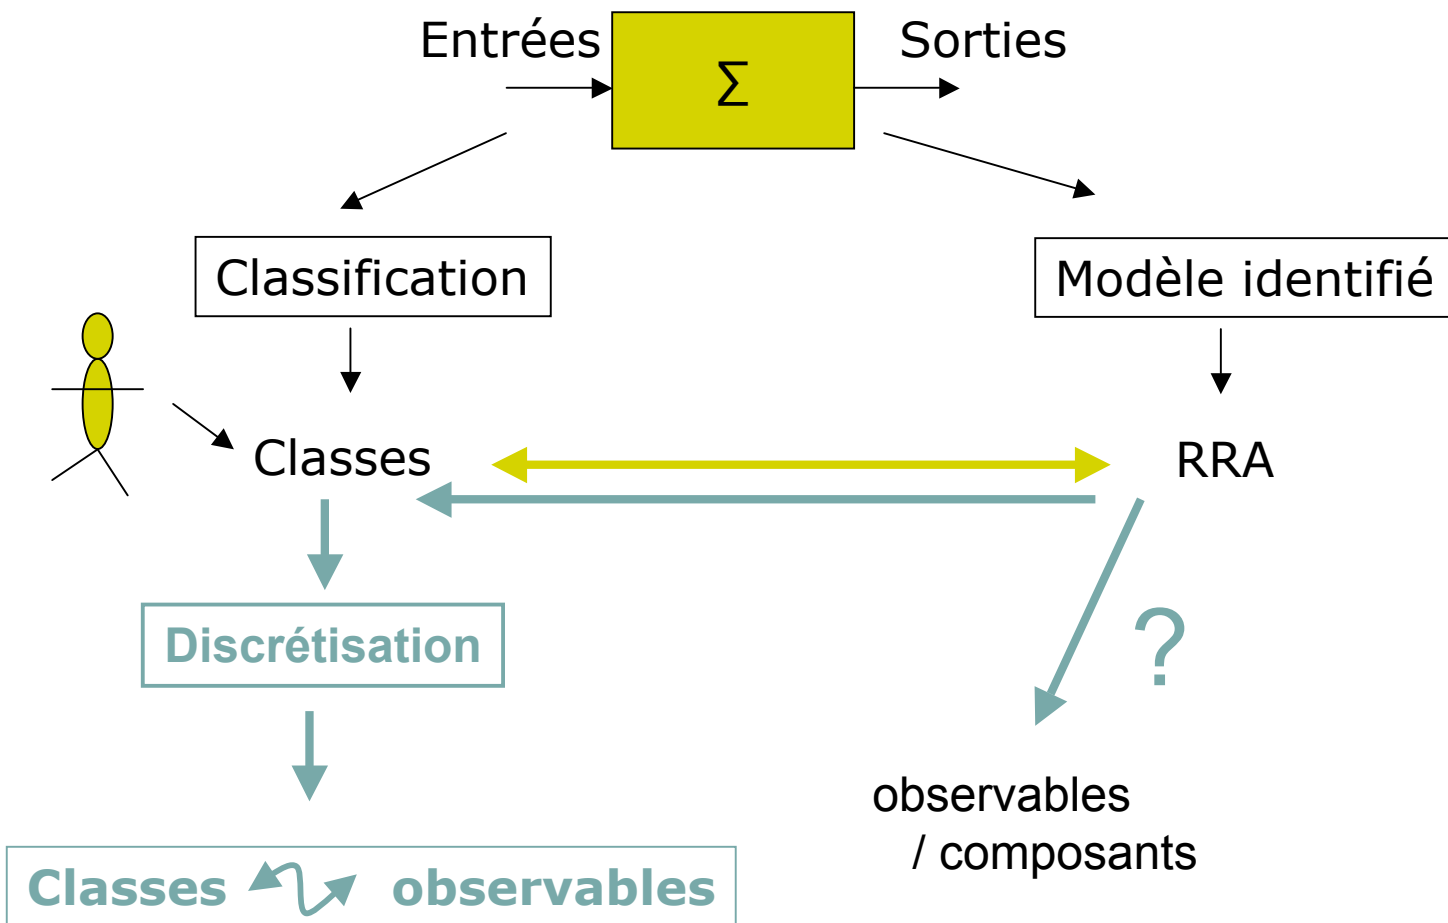 Entrées
Σ
Sorties
Classification
Modèle identifié
Classes
RRA
Discrétisation
?
observables
/ composants
Classes observables